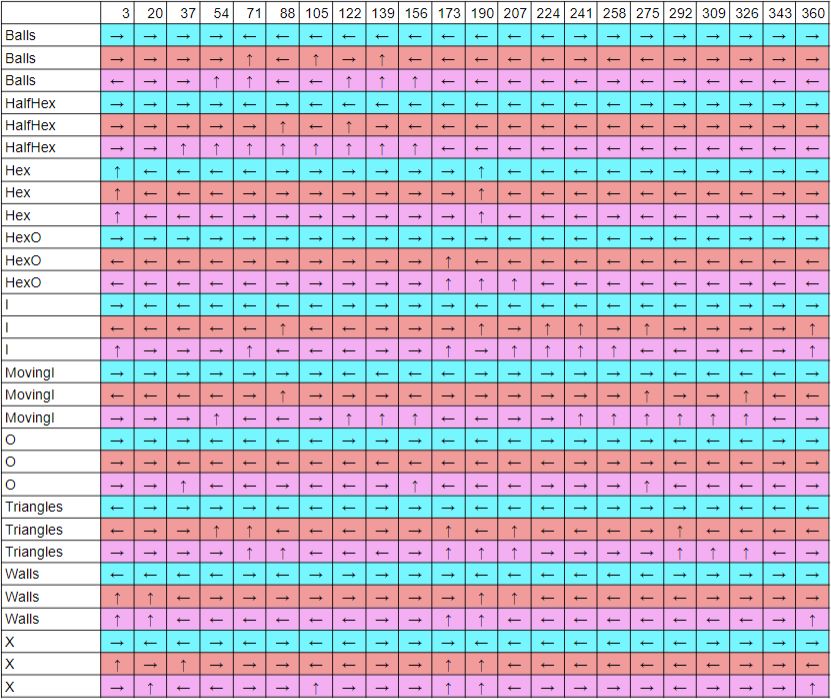 3 20 37 54 71 88 105 122 139 156 173 190 207 224 241 258 275 292 309 326 343 360
Balls
Balls
Balls
HalfHex
HalfHex
HalfHex
Hex
Hex
Hex
HexO
HexO
HexO
I
I
I
MovingI
MovingI
MovingI
O
O
O
Triangles
Triangles
Triangles
Walls
Walls
Walls
X
X
X